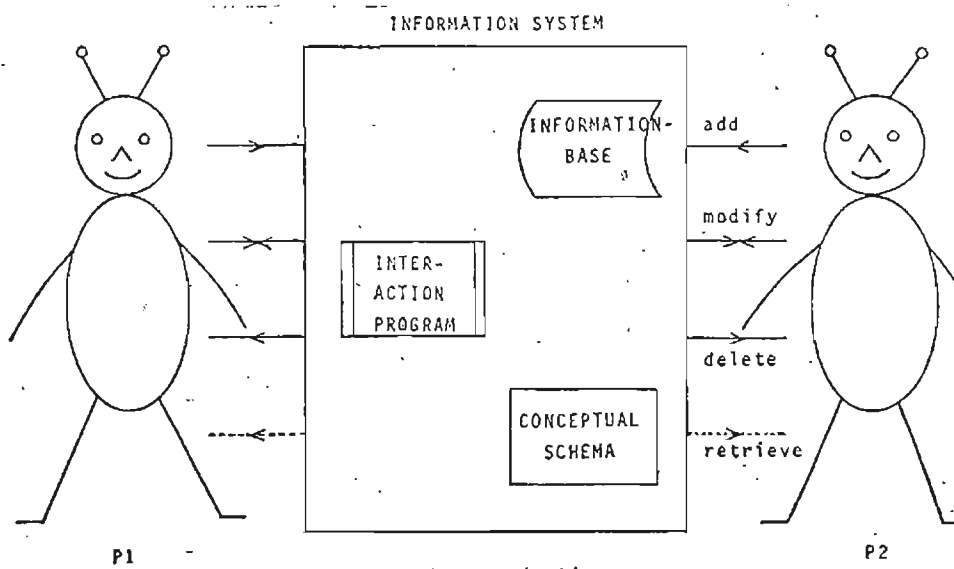 INFORMATION SYSTEM
INFORMATION-
BASE
add
modify
INTER-
ACTION
PROGRAM
delete
CONCEPTUAL
SCHEMA
retrieve
P1
P2